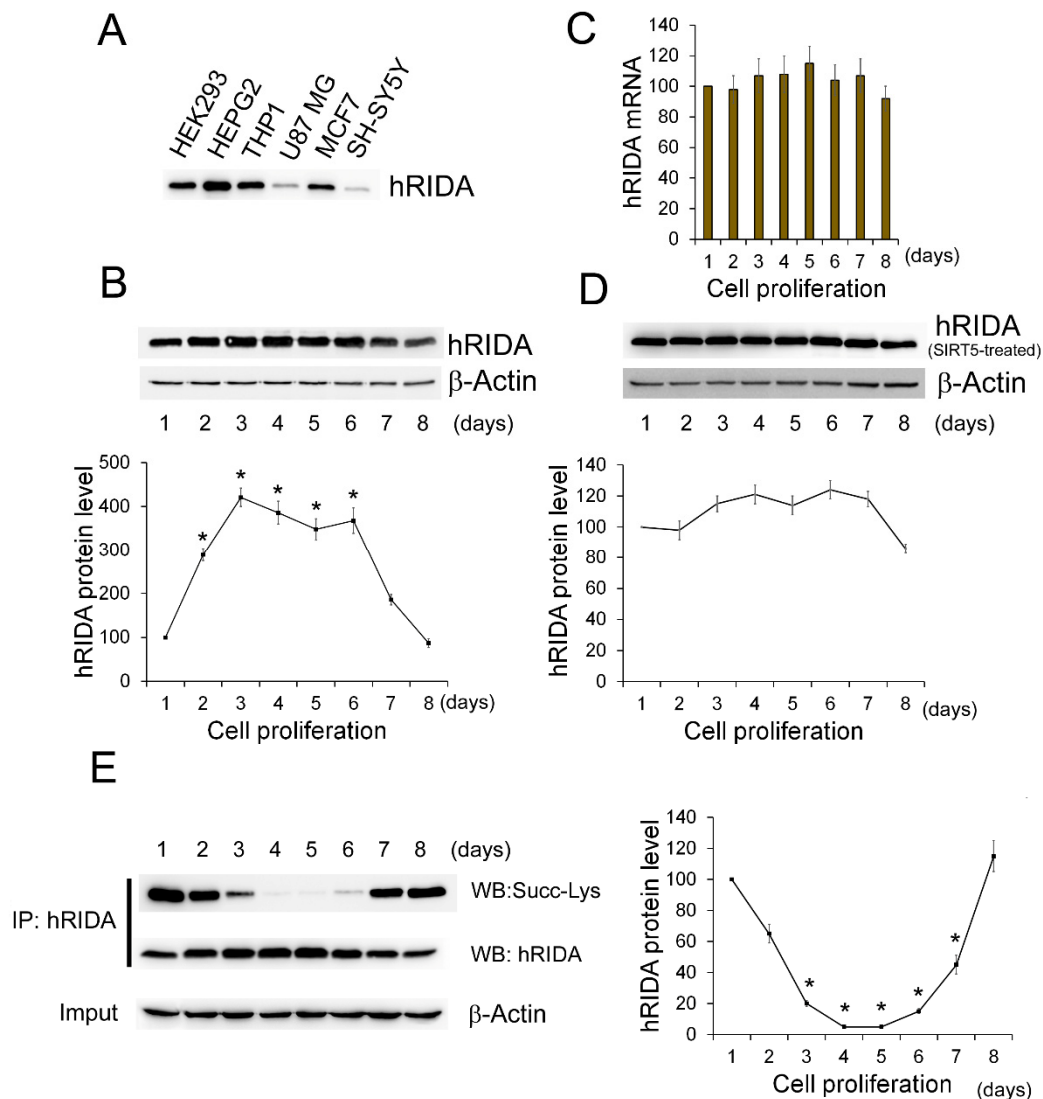 A
HEK293
HEPG2
THP1
U87 MG
MCF7
SH-SY5Y
hRIDA
C
hRIDA mRNA
140
120
100
80
60
40
20
0
1 2 3 4 5 6 7 8 (days)
Cell proliferation
B
hRIDA
β-Actin
1 2 3 4 5 6 7 8 (days)
hRIDA protein level
500
400
300
200
100
0
* * * * *
1 2 3 4 5 6 7 8 (days)
Cell proliferation
D
hRIDA
(SIRT5-treated)
β-Actin
1 2 3 4 5 6 7 8 (days)
hRIDA protein level
140
120
100
80
60
40
20
0
1 2 3 4 5 6 7 8 (days)
Cell proliferation
E
1 2 3 4 5 6 7 8 (days)
IP: hRIDA
WB:Succ-Lys
WB: hRIDA
Imput
β-Actin
hRIDA protein level
140
120
100
80
60
40
20
0
* * * * *
1 2 3 4 5 6 7 8
Cell proliferation (days)